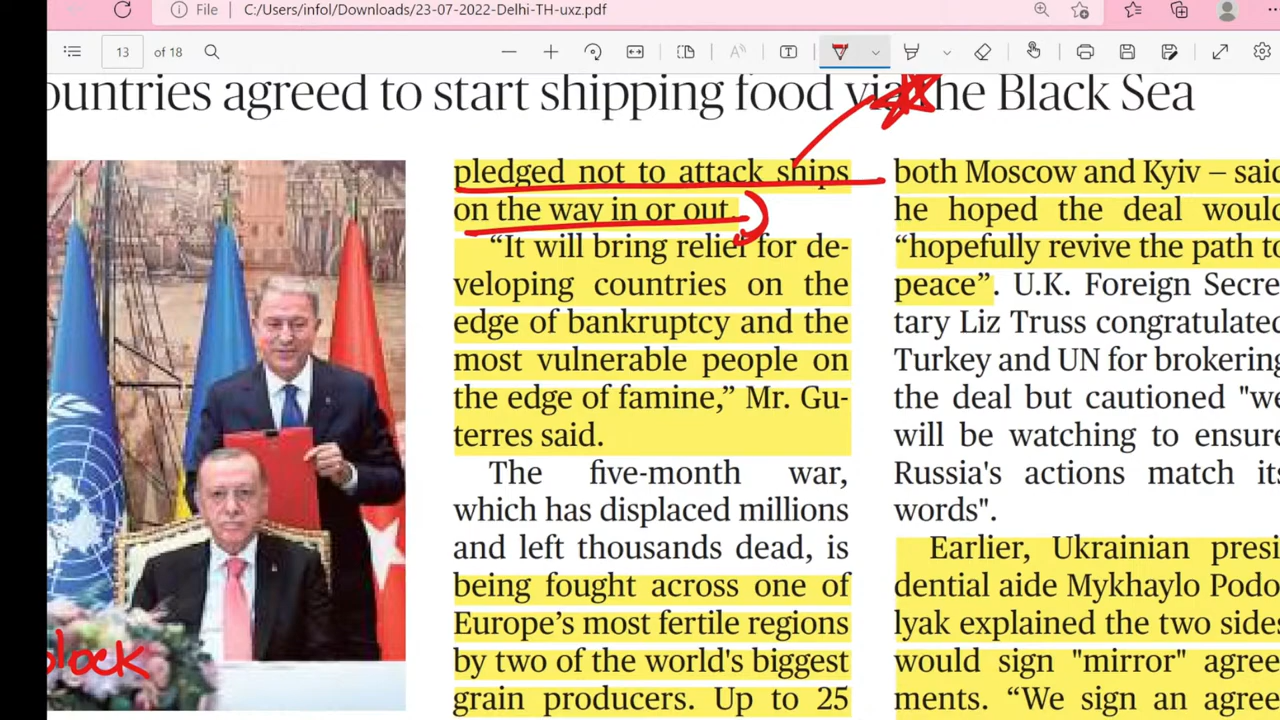 File
C:/Users/infol/Downloads/23-07-2022-Delhi-TH-uxz.pdf
13 of 18
ountries agreed to start shipping food via the Black Sea
pledged not to attack ships
on the way in or out.
“It will bring relief for de-
veloping countries on the
edge of bankruptcy and the
most vulnerable people on
the edge of famine,” Mr. Gu-
terres said.
The five-month war,
which has displaced millions
and left thousands dead, is
being fought across one of
Europe’s most fertile regions
by two of the world's biggest
grain producers. Up to 25
both Moscow and Kyiv – said
he hoped the deal would
“hopefully revive the path to
peace”. U.K. Foreign Secre
tary Liz Truss congratulated
Turkey and UN for brokering
the deal but cautioned "we
will be watching to ensure
Russia's actions match its
words".
Earlier, Ukrainian presi
dential aide Mykhaylo Podo
lyak explained the two sides
would sign "mirror" agree
ments. “We sign an agree
block